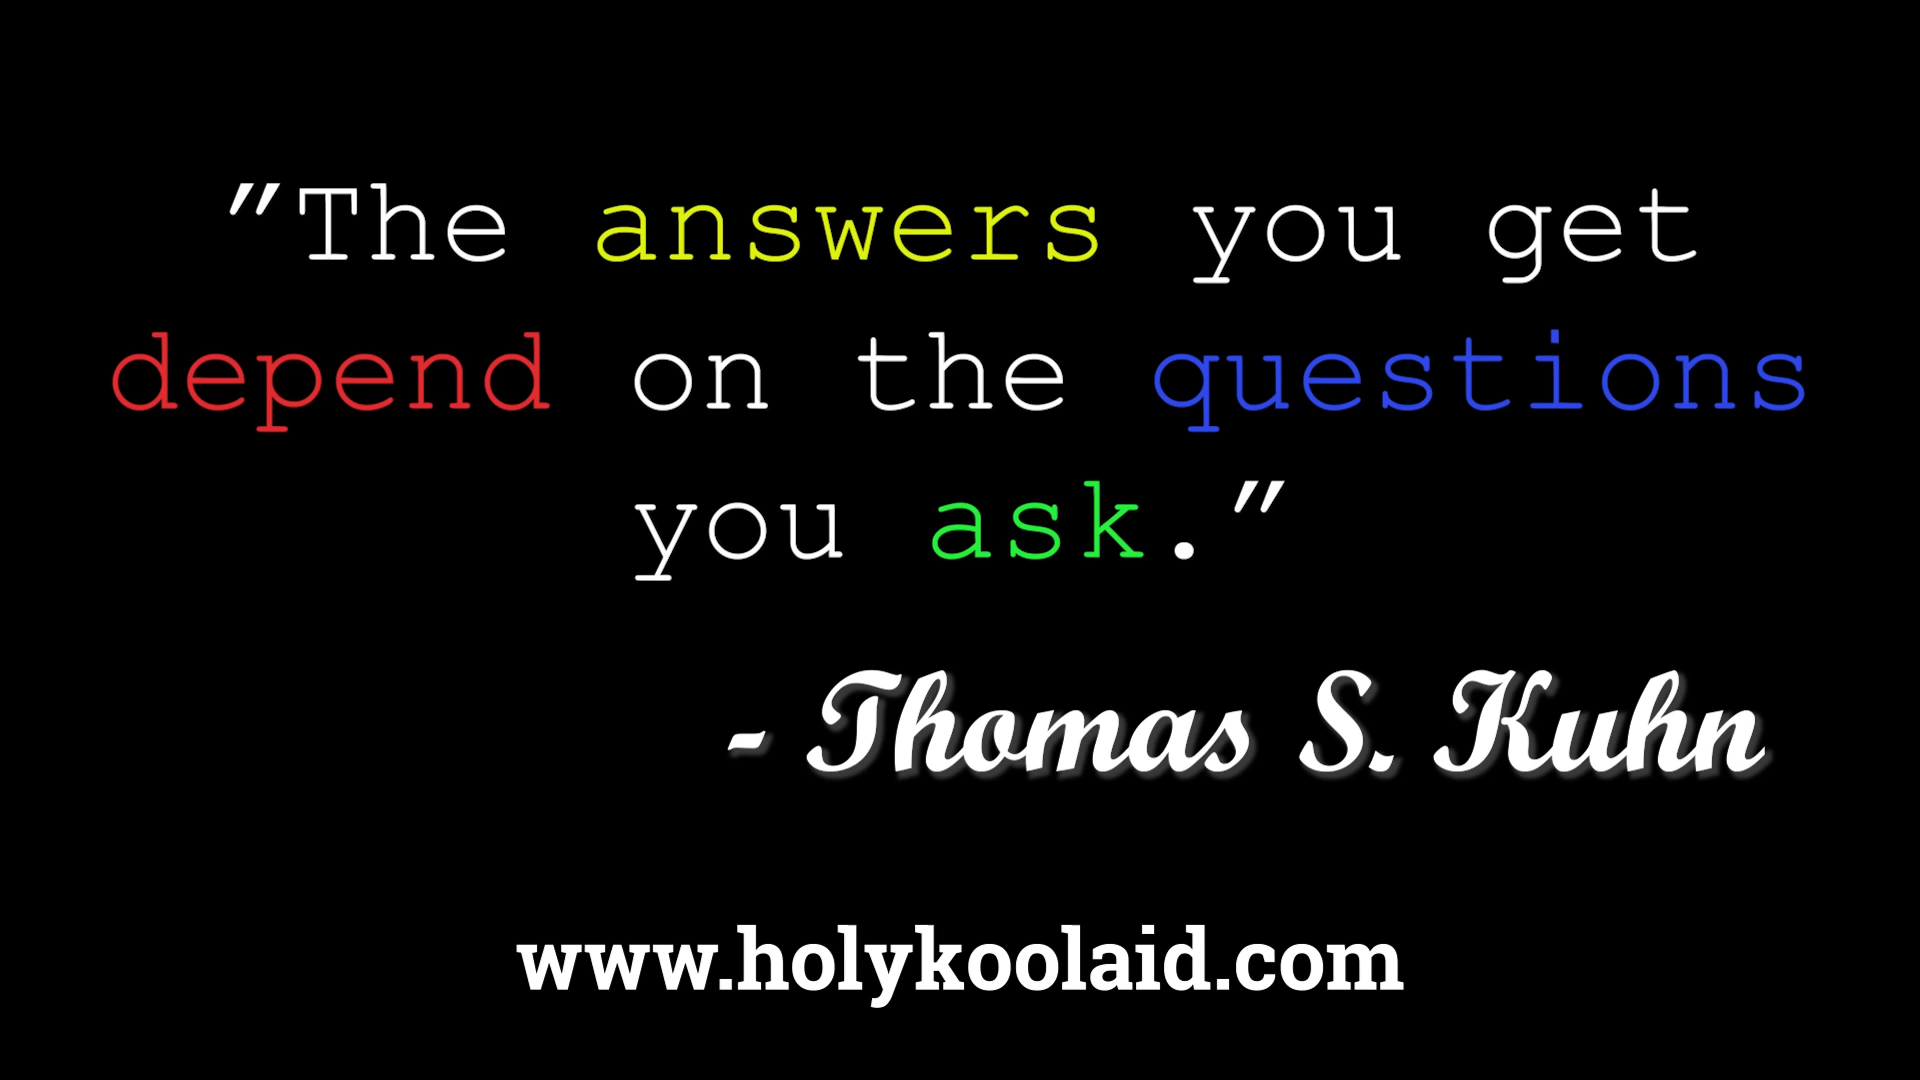 "The answers you get
depend on the questions
you ask."
- Thomas S. Kuhn
www.holykoolaid.com